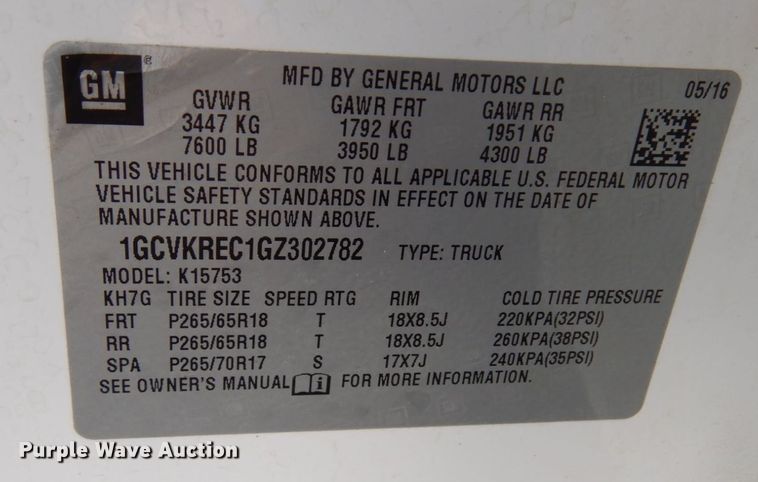 GM ®
MFD BY GENERAL MOTORS LLC 05/16
GVWR GAWR FRT GAWR RR
3447 KG 1792 KG 1951 KG
7600 LB 3950 LB 4300 LB
THIS VEHICLE CONFORMS TO ALL APPLICABLE U.S. FEDERAL MOTOR
VEHICLE SAFETY STANDARDS IN EFFECT ON THE DATE OF
MANUFACTURE SHOWN ABOVE.
1GCVKREC1GZ302782 TYPE: TRUCK
MODEL: K15753
KH7G TIRE SIZE SPEED RTG RIM COLD TIRE PRESSURE
FRT P265/65R18 T 18X8.5J 220KPA(32PSI)
RR P265/65R18 T 18X8.5J 260KPA(38PSI)
SPA P265/70R17 S 17X7J 240KPA(35PSI)
SEE OWNER'S MANUAL i FOR MORE INFORMATION.
Purple Wave Auction